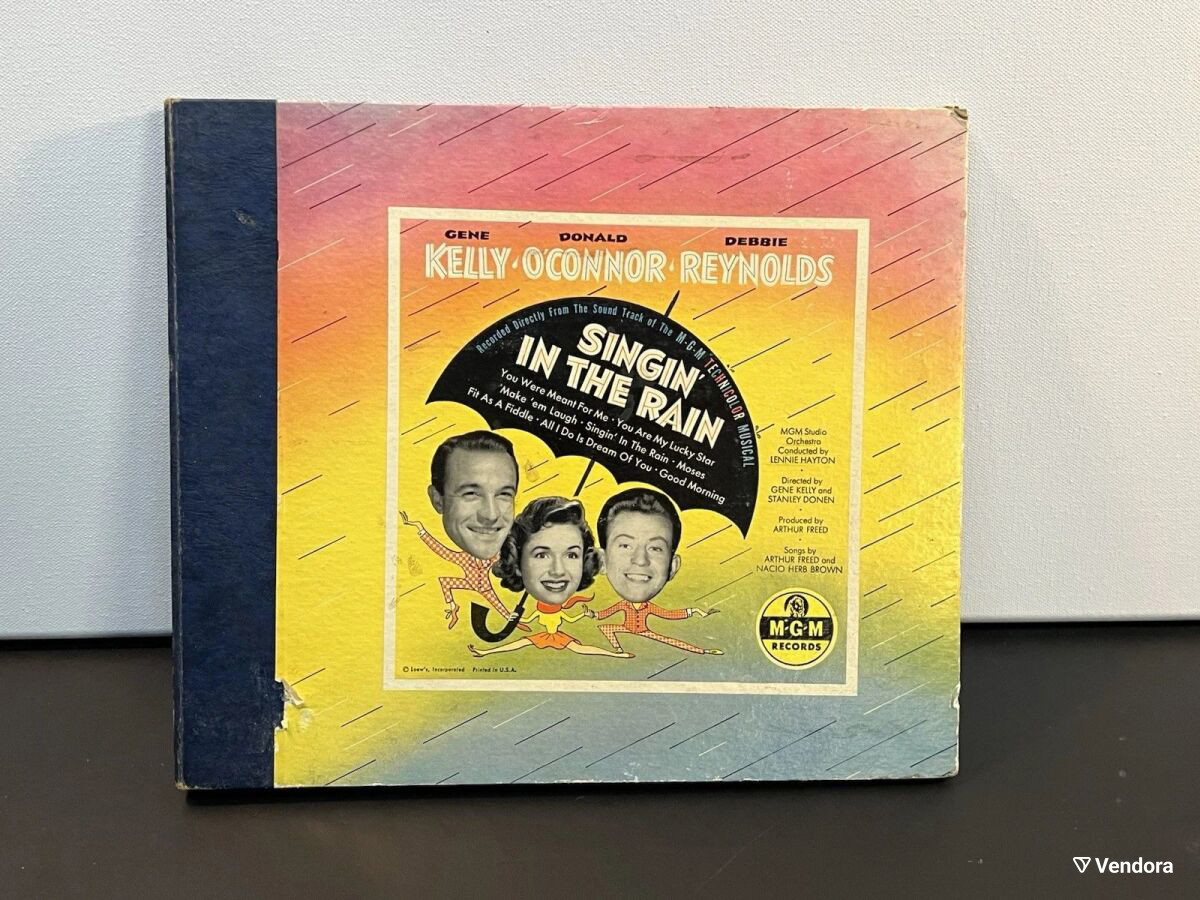 GENE DONALD DEBBIE
KELLY · O'CONNOR · REYNOLDS
Recorded Directly From The Sound Track of The M-G-M TECHNICOLOR MUSICAL
SINGIN'
IN THE RAIN
You Were Meant For Me · You Are My Lucky Star
'Make 'em Laugh · Singin' In The Rain · Moses
Fit As A Fiddle · All I Do Is Dream Of You · Good Morning
MGM Studio
Orchestra
Conducted by
LENNIE HAYTON
Directed by
GENE KELLY and
STANLEY DONEN
Produced by
ARTHUR FREED
Songs by
ARTHUR FREED and
NACIO HERB BROWN
M-G-M
RECORDS
© Loew's, Incorporated Printed in U.S.A.
Vendora